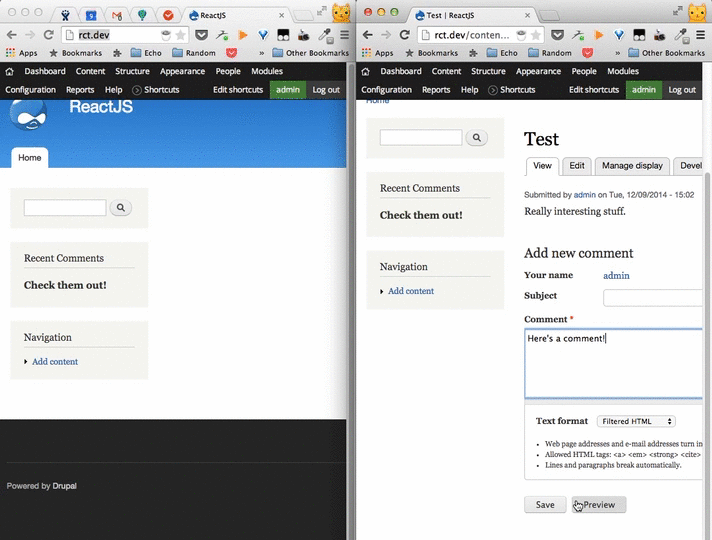 ReactJS
rct.dev
Apps Bookmarks Echo Random » Other Bookmarks
Dashboard Content Structure Appearance People Modules
Configuration Reports Help Shortcuts Edit shortcuts admin Log out
ReactJS
Home
Recent Comments
Check them out!
Navigation
Add content
Powered by Drupal
Test | ReactJS
rct.dev/conten...
Apps Bookmarks Echo Random » Other Bookmarks
Dashboard Content Structure Appearance People Modules
Configuration Reports Help Shortcuts Edit shortcuts admin Log out
Home
Recent Comments
Check them out!
Navigation
Add content
Test
View Edit Manage display Devel
Submitted by admin on Tue, 12/09/2014 - 15:02
Really interesting stuff.
Add new comment
Your name admin
Subject
Comment *
Here's a comment!
Text format Filtered HTML
• Web page addresses and e-mail addresses turn in
• Allowed HTML tags: <a> <em> <strong> <cite>
• Lines and paragraphs break automatically.
Save Preview